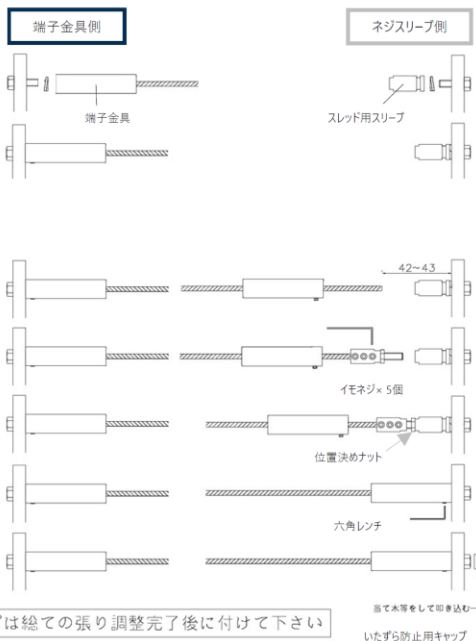 端子金具側
ネジスリーブ側
端子金具
スレッド用スリーブ
42~43
イモネジ× 5個
位置決めナット
六角レンチ
当て木等をして叩き込む
は総ての張り調整完了後に付けて下さい
いたずら防止用キャップ